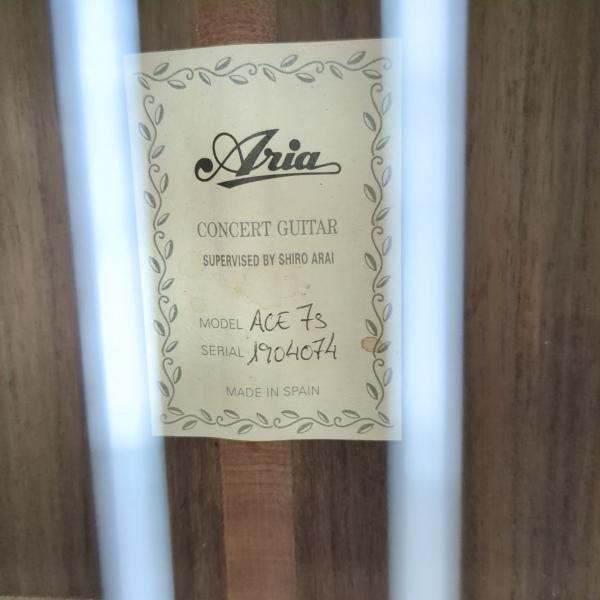 Aria
CONCERT GUITAR
SUPERVISED BY SHIRO ARAI
MODEL ACE 7s
SERIAL 1904074
MADE IN SPAIN